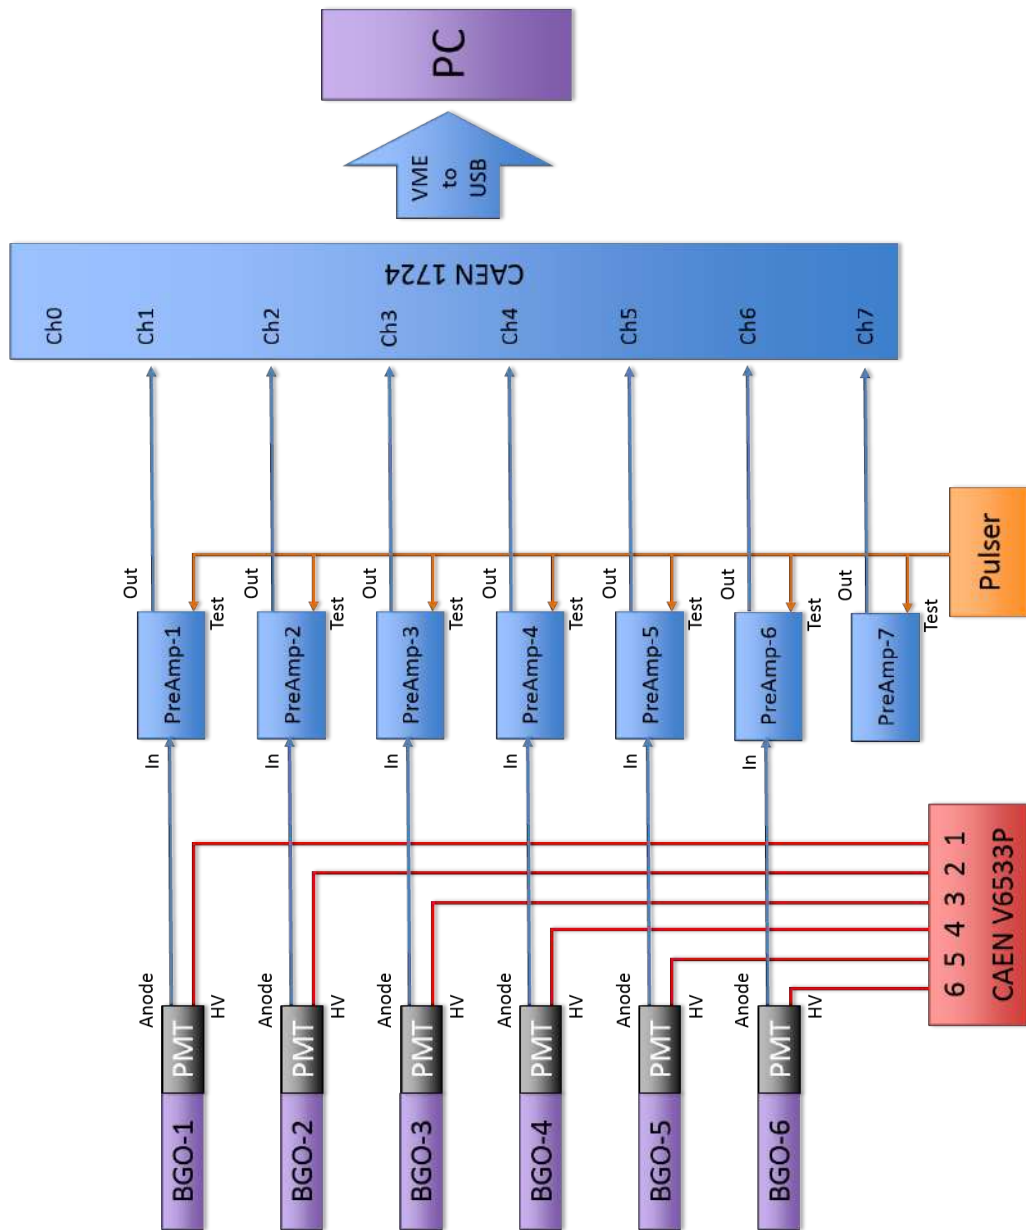 PC
VME
to
USB
CAEN 1724
Ch0
Ch1
Ch2
Ch3
Ch4
Ch5
Ch6
Ch7
Out
Out
Out
Out
Out
Out
Out
Test
Test
Test
Test
Test
Test
Test
Pulser
PreAmp-1
PreAmp-2
PreAmp-3
PreAmp-4
PreAmp-5
PreAmp-6
PreAmp-7
In
In
In
In
In
In
1
2
3
4
5
6
CAEN V6533P
Anode
Anode
Anode
Anode
Anode
Anode
HV
HV
HV
HV
HV
HV
PMT
PMT
PMT
PMT
PMT
PMT
BGO-1
BGO-2
BGO-3
BGO-4
BGO-5
BGO-6